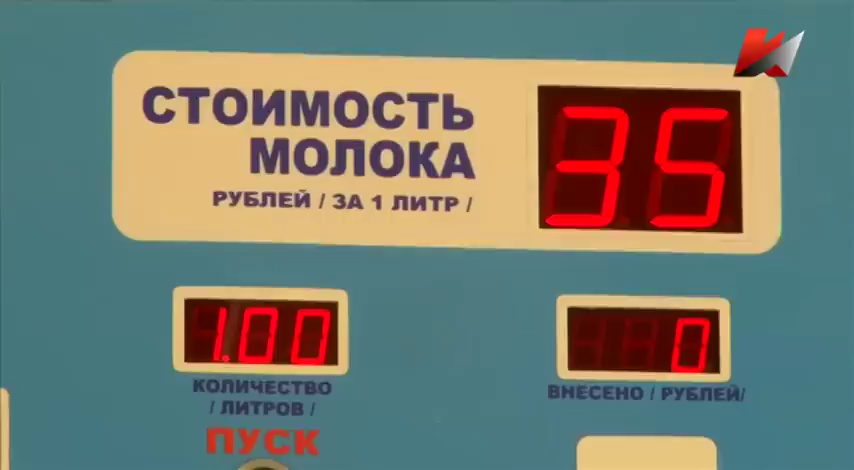 СТОИМОСТЬ
МОЛОКА
РУБЛЕЙ / ЗА 1 ЛИТР /
35
1.00
0
КОЛИЧЕСТВО
/ ЛИТРОВ /
ВНЕСЕНО / РУБЛЕЙ/
ПУСК